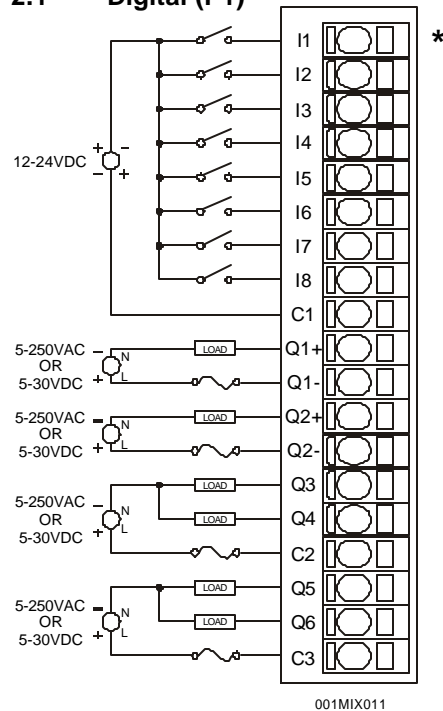 2.1 Digital
I1
*
I2
I3
I4
I5
I6
I7
I8
C1
Q1+
Q1-
Q2+
Q2-
Q3
Q4
C2
Q5
Q6
C3
+ -
12-24VDC
- +
5-250VAC - N
OR
5-30VDC + L
LOAD
5-250VAC - N
OR
5-30VDC + L
LOAD
5-250VAC - N
OR
5-30VDC + L
LOAD
LOAD
5-250VAC - N
OR
5-30VDC + L
LOAD
LOAD
001MIX011